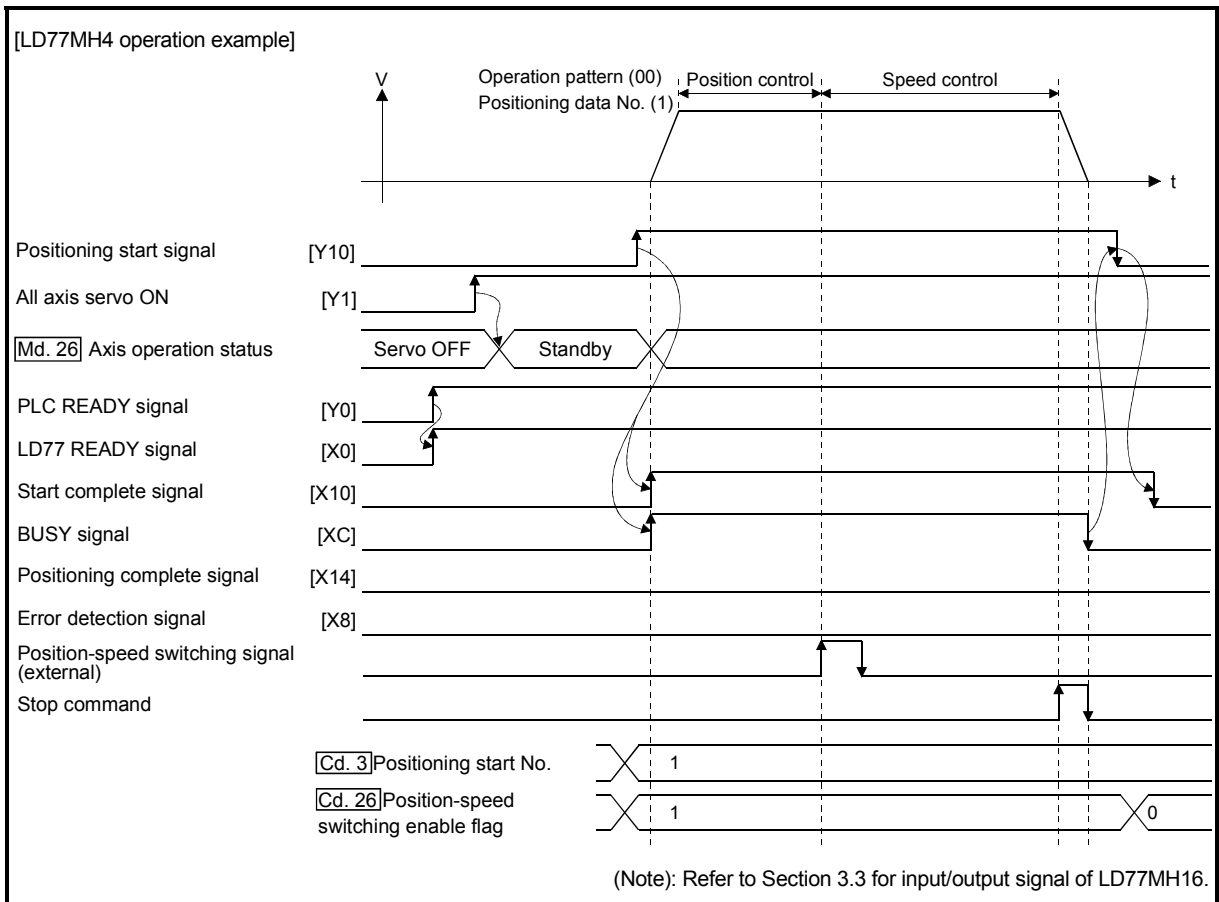 [LD77MH4 operation example]
V
Operation pattern (00)
Position control
Speed control
Positioning data No. (1)
t
Positioning start signal [Y10]
All axis servo ON [Y1]
Md. 26 Axis operation status
Servo OFF
Standby
PLC READY signal [Y0]
LD77 READY signal [X0]
Start complete signal [X10]
BUSY signal [XC]
Positioning complete signal [X14]
Error detection signal [X8]
Position-speed switching signal
(external)
Stop command
Cd. 3 Positioning start No. 1
Cd. 26 Position-speed
switching enable flag
1
0
(Note): Refer to Section 3.3 for input/output signal of LD77MH16.